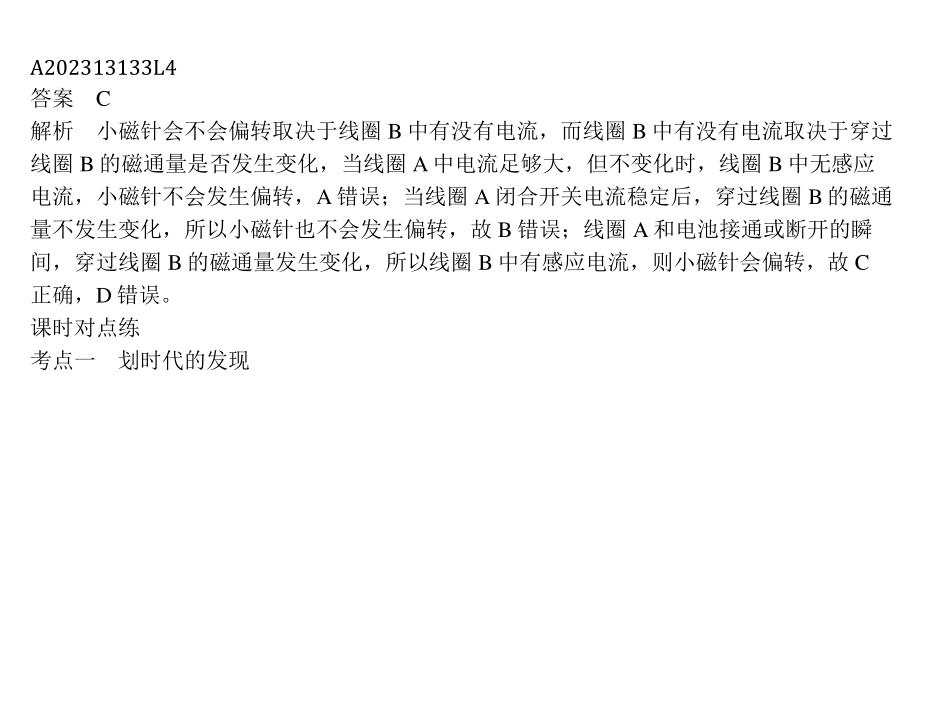 A202313133L4
答案　C
解析　小磁针会不会偏转取决于线圈 B 中有没有电流，而线圈 B 中有没有电流取决于穿过
线圈 B 的磁通量是否发生变化，当线圈 A 中电流足够大，但不变化时，线圈 B 中无感应
电流，小磁针不会发生偏转，A 错误；当线圈 A 闭合开关电流稳定后，穿过线圈 B 的磁通
量不发生变化，所以小磁针也不会发生偏转，故 B 错误；线圈 A 和电池接通或断开的瞬
间，穿过线圈 B 的磁通量发生变化，所以线圈 B 中有感应电流，则小磁针会偏转，故 C
正确，D 错误。
课时对点练
考点一　划时代的发现